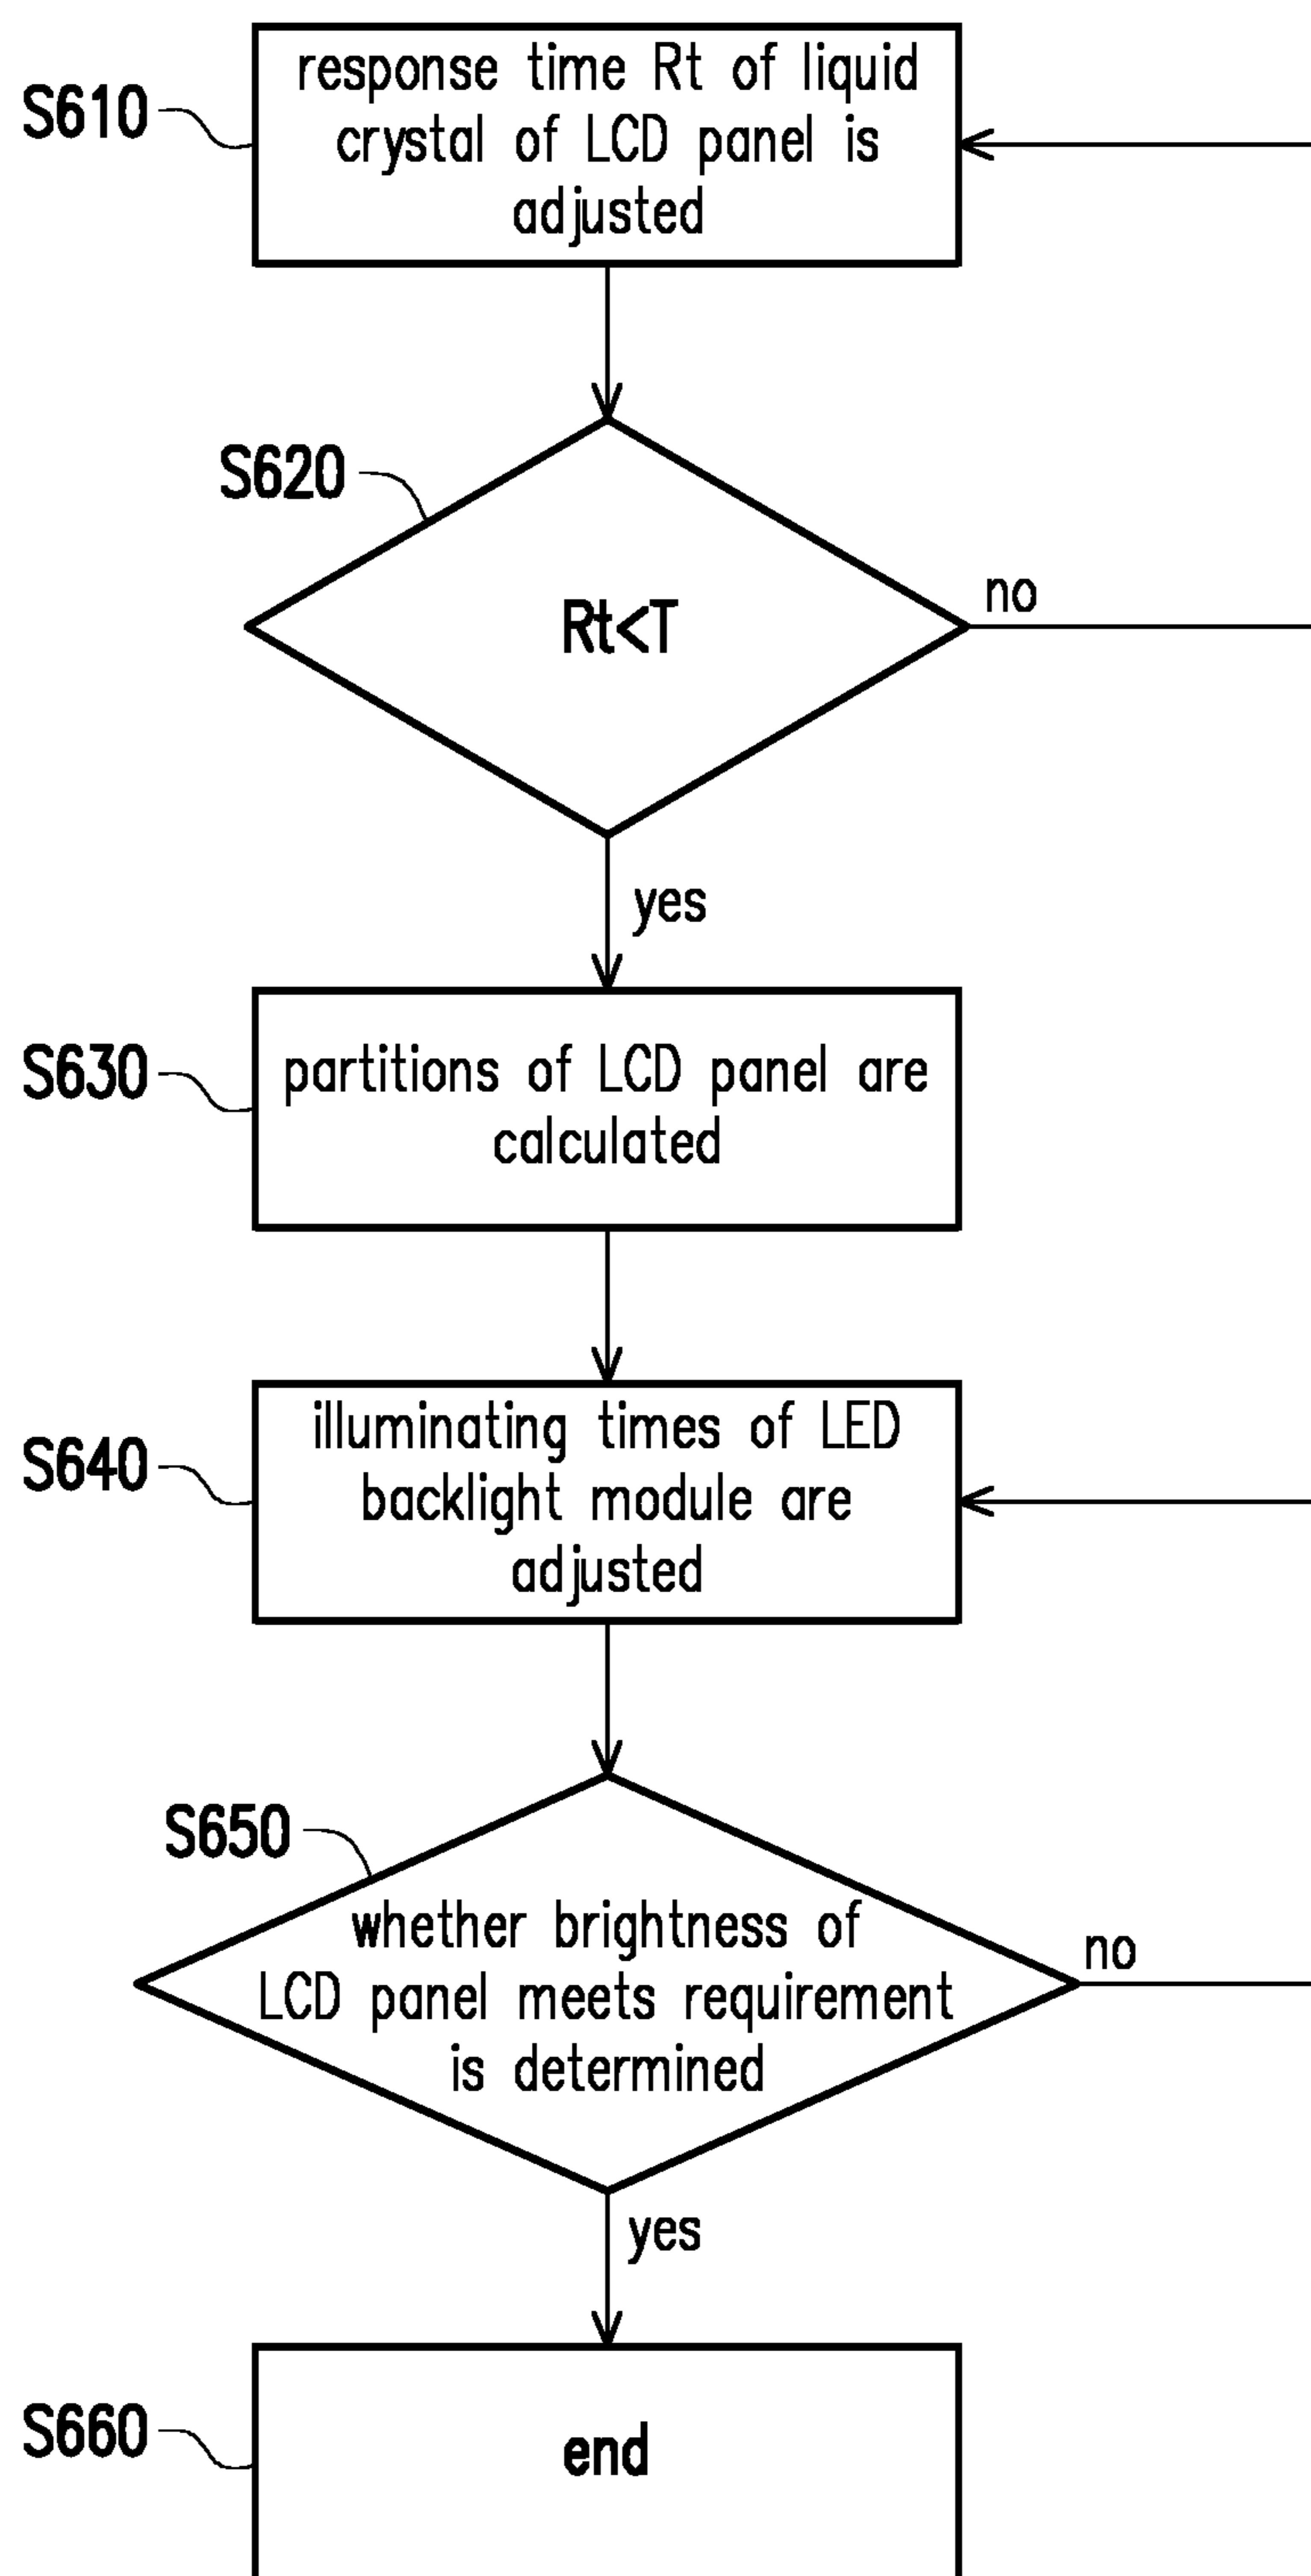 S610
response time Rt of liquid
crystal of LCD panel is
adjusted
S620
Rt<T
no
yes
S630
partitions of LCD panel are
calculated
S640
illuminating times of LED
backlight module are
adjusted
S650
whether brightness of
LCD panel meets requirement
is determined
no
yes
S660
end